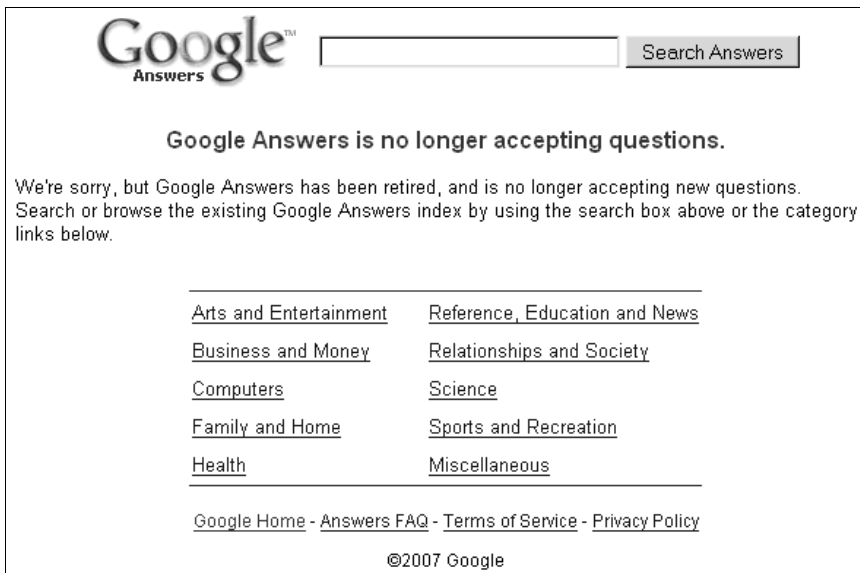 Google™
Answers
Search Answers
Google Answers is no longer accepting questions.
We're sorry, but Google Answers has been retired, and is no longer accepting new questions.
Search or browse the existing Google Answers index by using the search box above or the category
links below.
Arts and Entertainment Reference, Education and News
Business and Money Relationships and Society
Computers Science
Family and Home Sports and Recreation
Health Miscellaneous
Google Home - Answers FAQ - Terms of Service - Privacy Policy
©2007 Google